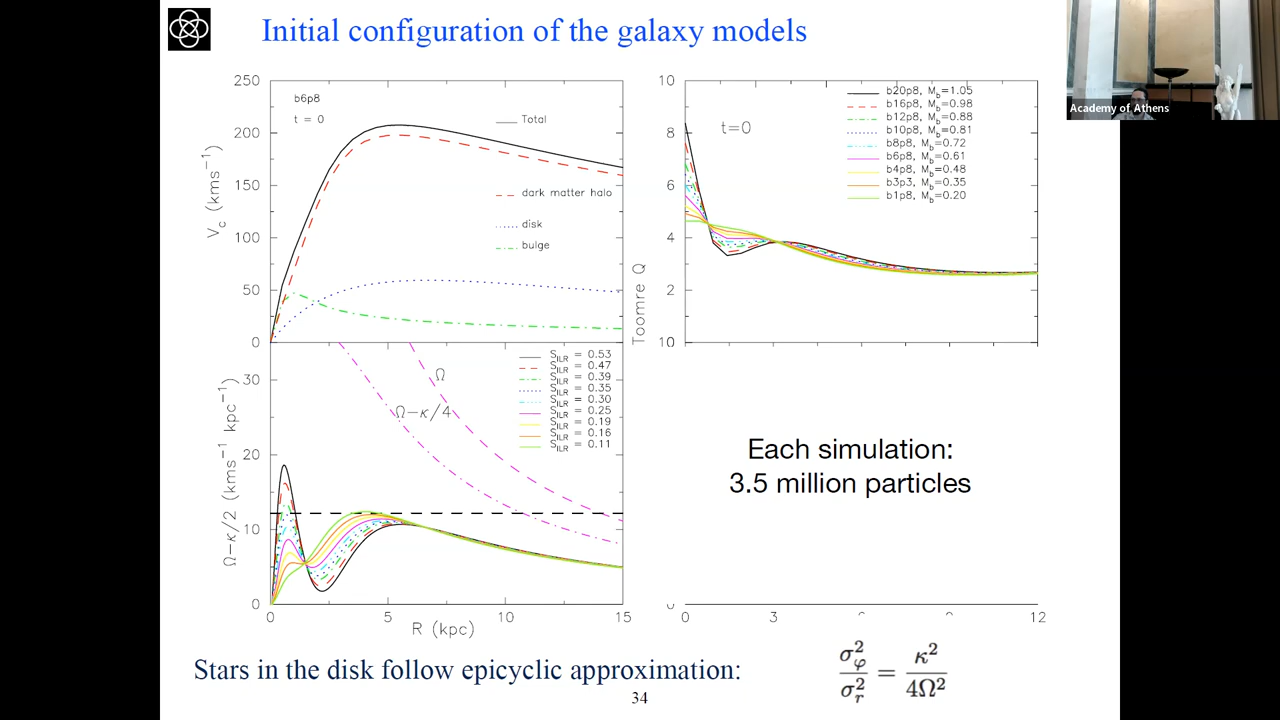 Initial configuration of the galaxy models
Academy of Athens
250
200
150
100
50
0
V_c (kms⁻¹)
b6p8
t = 0
Total
dark matter halo
disk
bulge
10
8
6
4
2
10
Toomre Q
t=0
b20p8, M_b=1.05
b16p8, M_b=0.98
b12p8, M_b=0.88
b10p8, M_b=0.81
b8p8, M_b=0.72
b6p8, M_b=0.61
b4p8, M_b=0.48
b3p3, M_b=0.35
b1p8, M_b=0.20
30
20
10
0
Ω−κ/2 (kms⁻¹ kpc⁻¹)
Ω
Ω−κ/4
S_ILR = 0.53
S_ILR = 0.47
S_ILR = 0.39
S_ILR = 0.35
S_ILR = 0.30
S_ILR = 0.25
S_ILR = 0.19
S_ILR = 0.16
S_ILR = 0.11
0 5 10 15
R (kpc)
Each simulation:
3.5 million particles
0 3 12
Stars in the disk follow epicyclic approximation:
σ_φ²/σ_r² = κ²/4Ω²
34